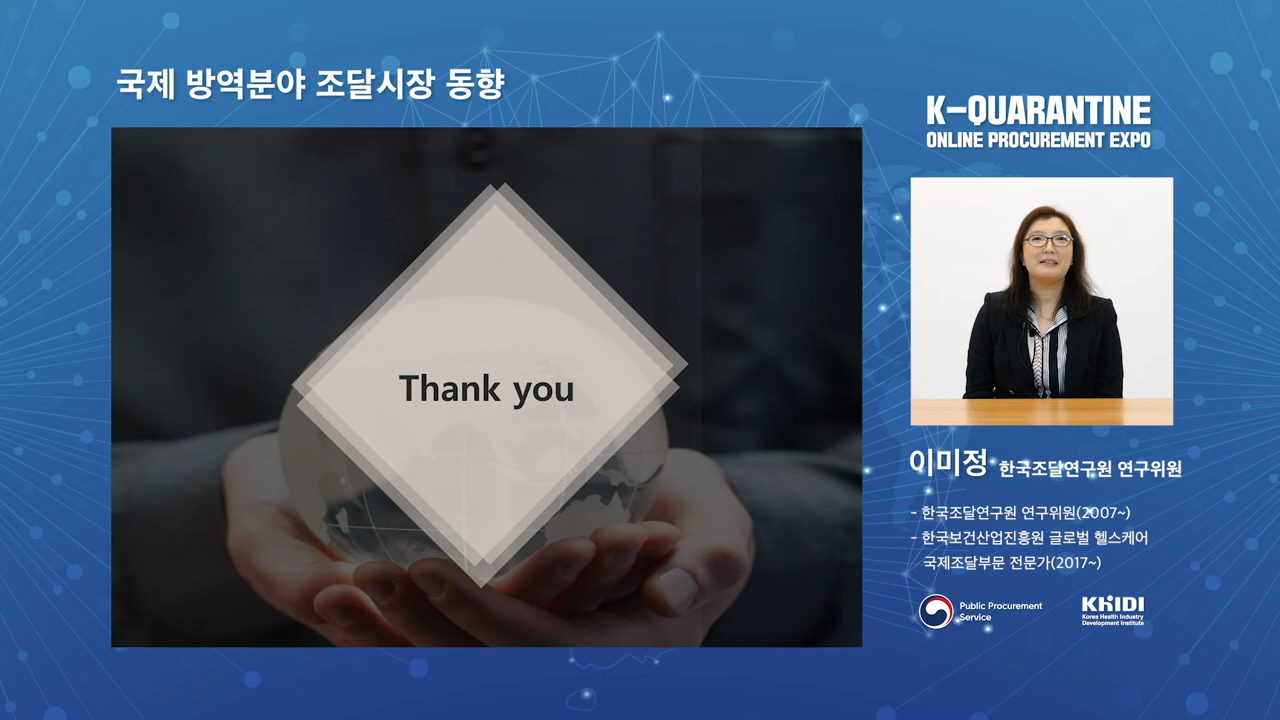 국제 방역분야 조달시장 동향
Thank you
K-QUARANTINE
ONLINE PROCUREMENT EXPO
이미정 한국조달연구원 연구위원
- 한국조달연구원 연구위원(2007~)
- 한국보건산업진흥원 글로벌 헬스케어
국제조달부문 전문가(2017~)
Public Procurement
Service
KHIDI
Korea Health Industry
Development Institute